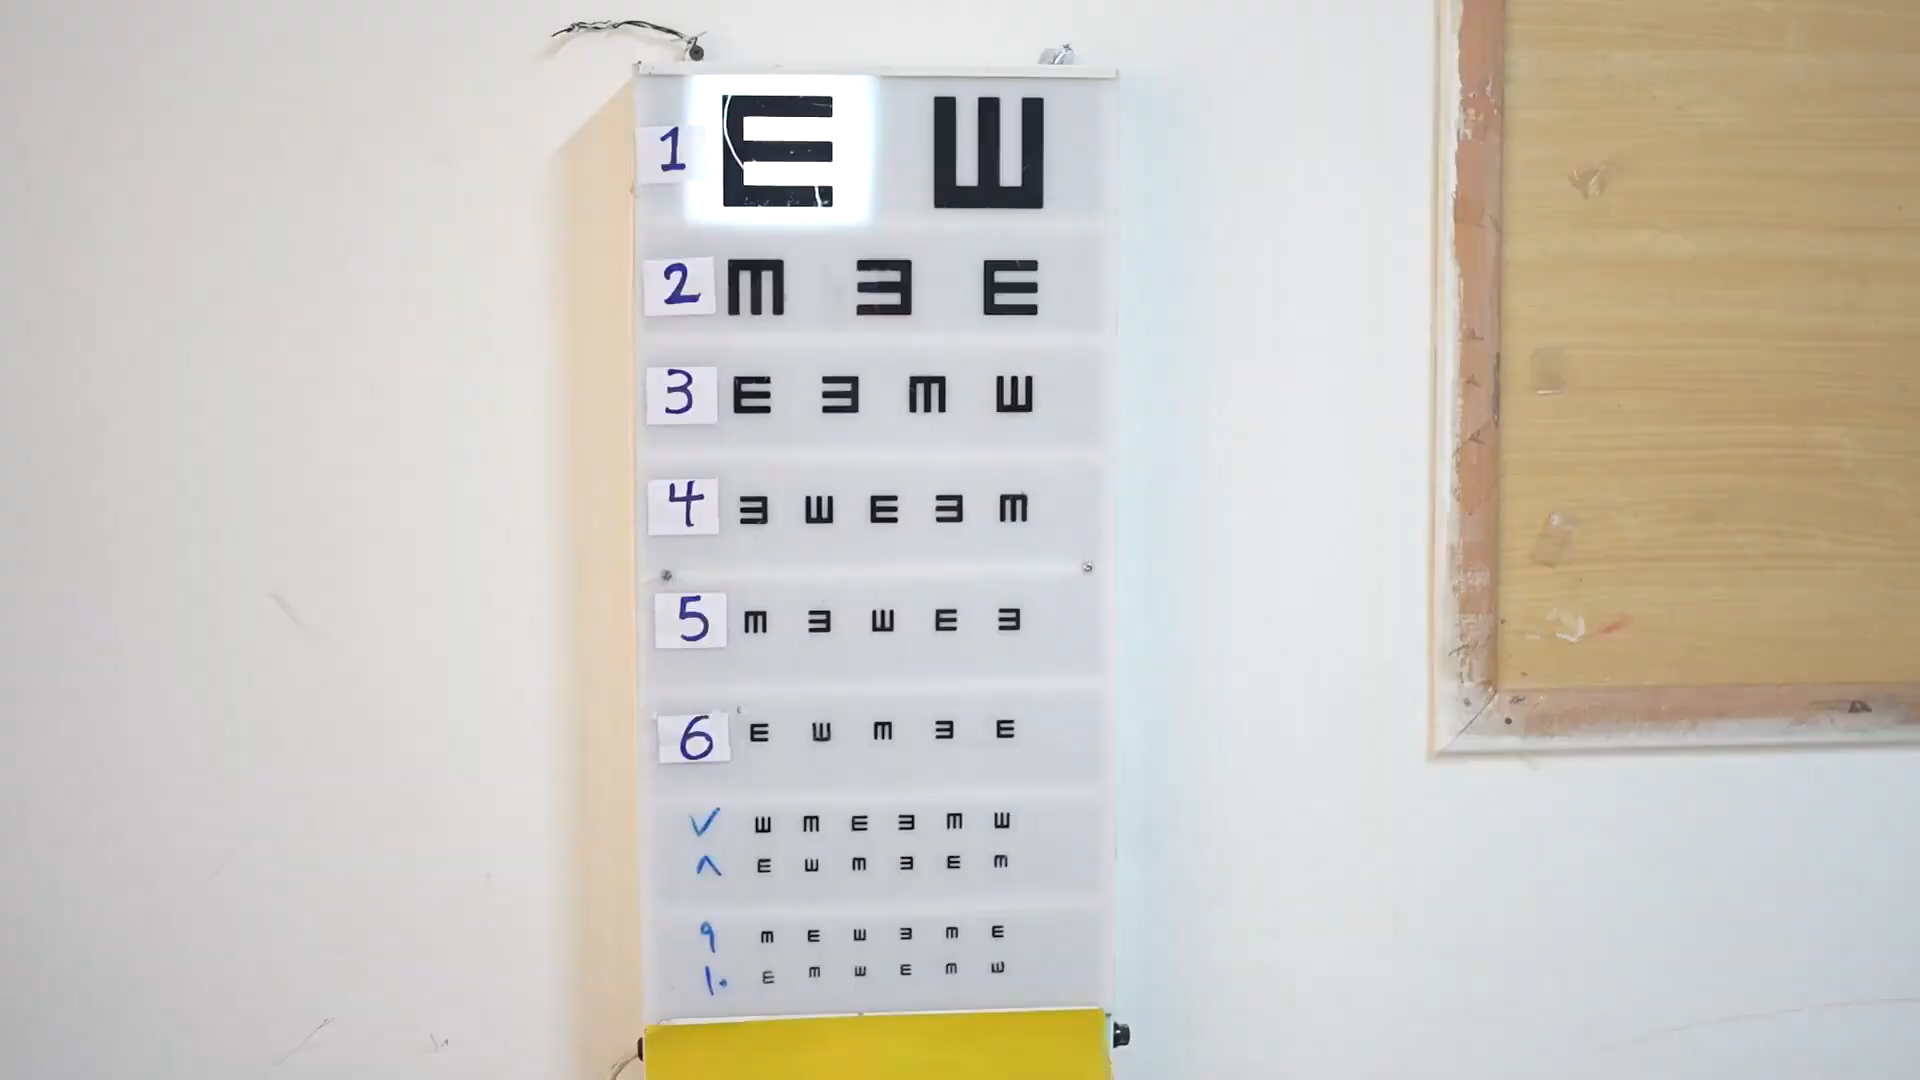 1 E Ш
2 M Ǝ E
3 E Ǝ M Ш
4 Ǝ Ш E Ǝ M
5 M Ǝ Ш E Ǝ
6 E Ш M Ǝ E
٧ Ш M E Ǝ M Ш
٨ E Ш M Ǝ E M
٩ M E Ш Ǝ M E
١٠ E M Ш E M Ш